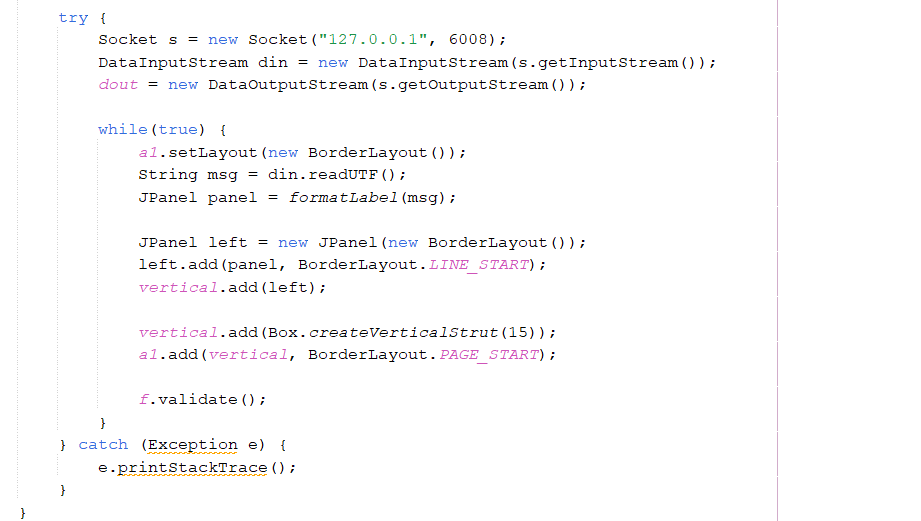 try {
Socket s = new Socket("127.0.0.1", 6008);
DataInputStream din = new DataInputStream(s.getInputStream());
dout = new DataOutputStream(s.getOutputStream());
while(true) {
a1.setLayout(new BorderLayout());
String msg = din.readUTF();
JPanel panel = formatLabel(msg);
JPanel left = new JPanel(new BorderLayout());
left.add(panel, BorderLayout.LINE_START);
vertical.add(left);
vertical.add(Box.createVerticalStrut(15));
a1.add(vertical, BorderLayout.PAGE_START);
f.validate();
}
} catch (Exception e) {
e.printStackTrace();
}
}